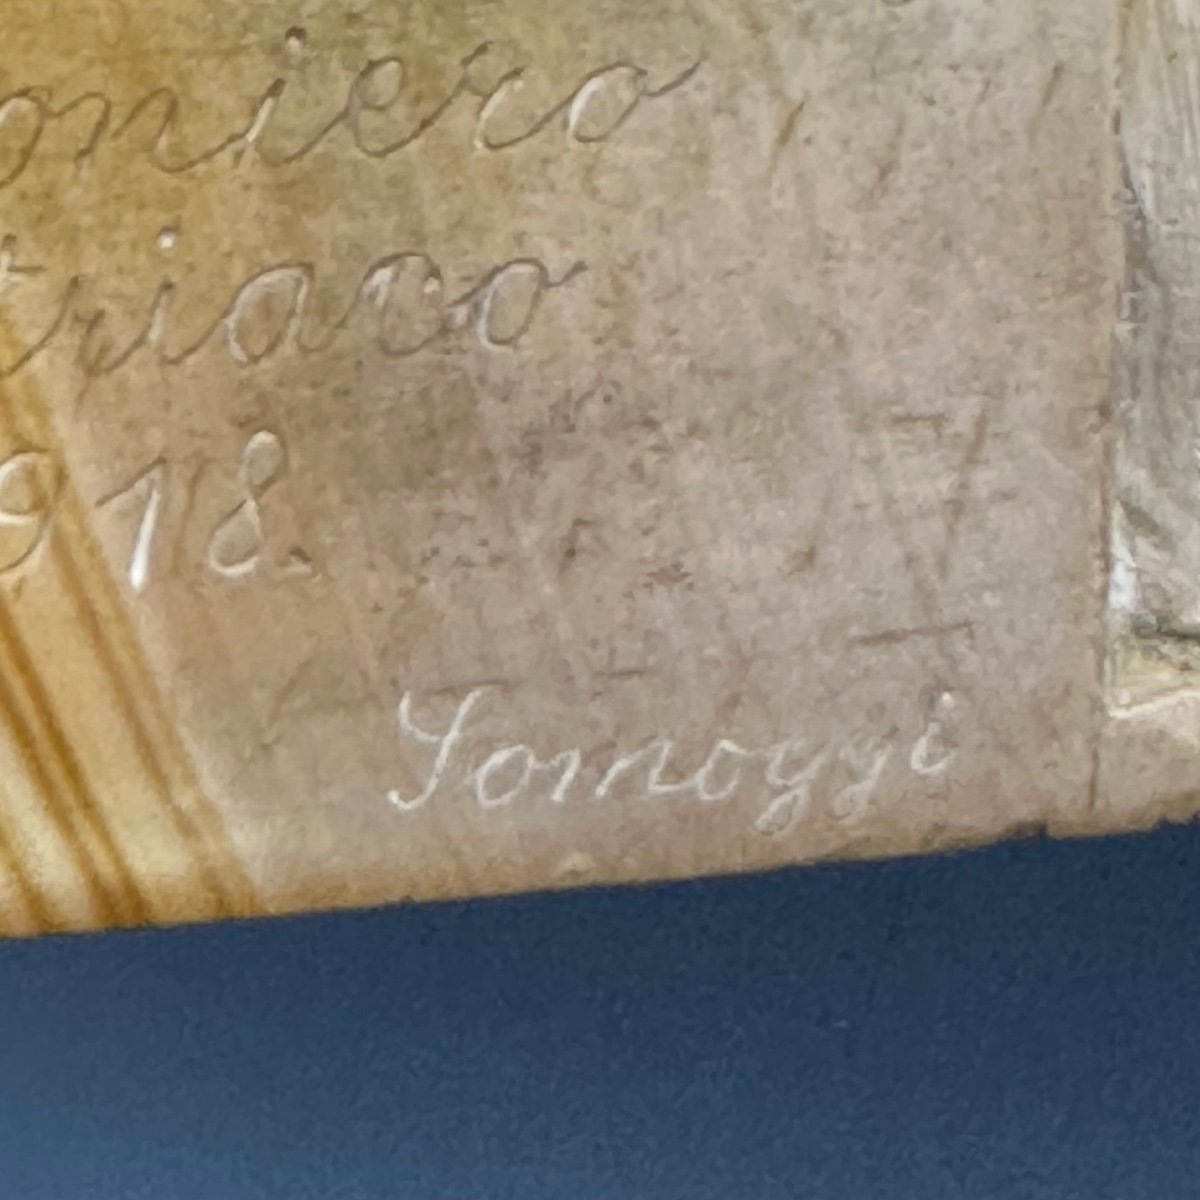 oniero
triaco
918.
Somogyi